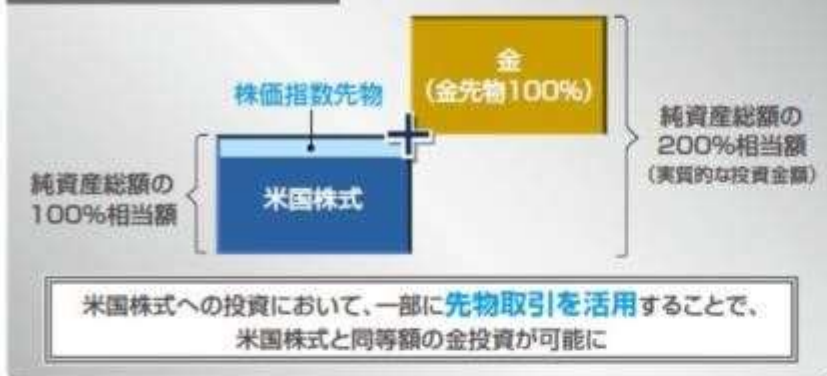 金
(金先物100%)
株価指数先物
+
純資産総額の
100%相当額
米国株式
純資産総額の
200%相当額
(実質的な投資金額)
米国株式への投資において、一部に先物取引を活用することで、
米国株式と同等額の金投資が可能に